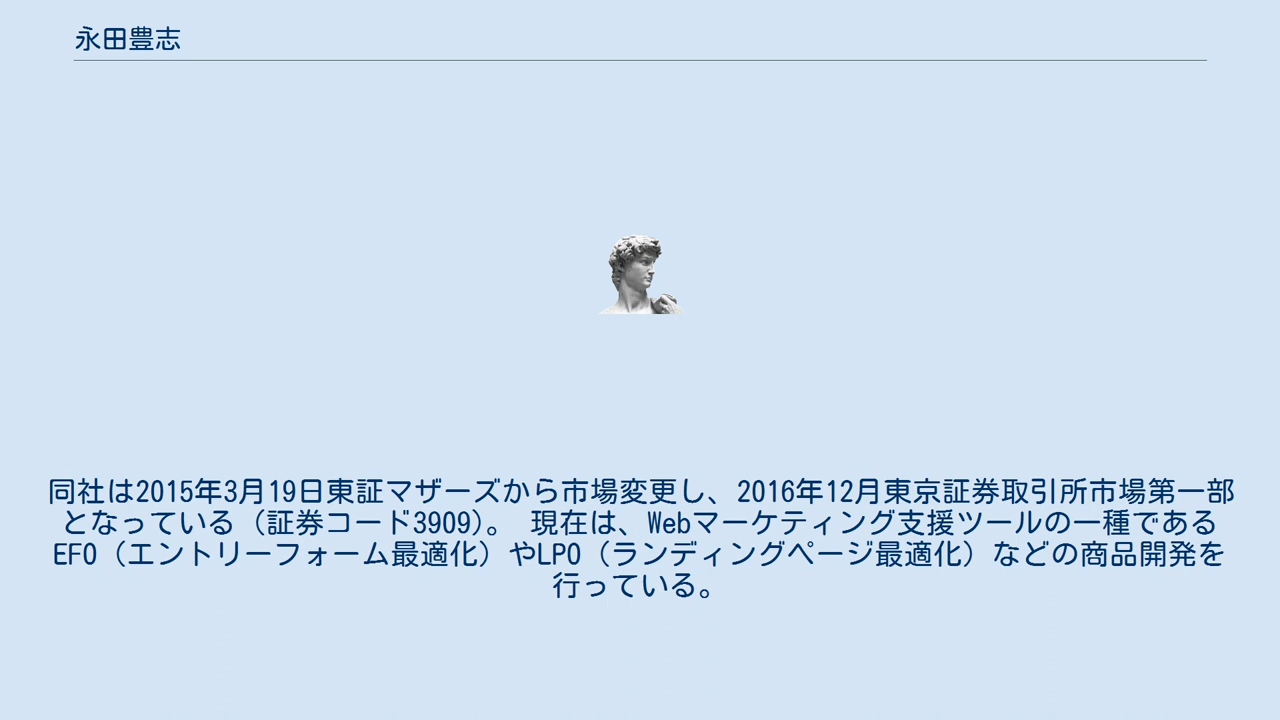 永田豊志
同社は2015年3月19日東証マザーズから市場変更し、2016年12月東京証券取引所市場第一部
となっている（証券コード3909)。 現在は、Webマーケティング支援ツールの一種である
EFO（エントリーフォーム最適化）やLPO（ランディングページ最適化）などの商品開発を
行っている。